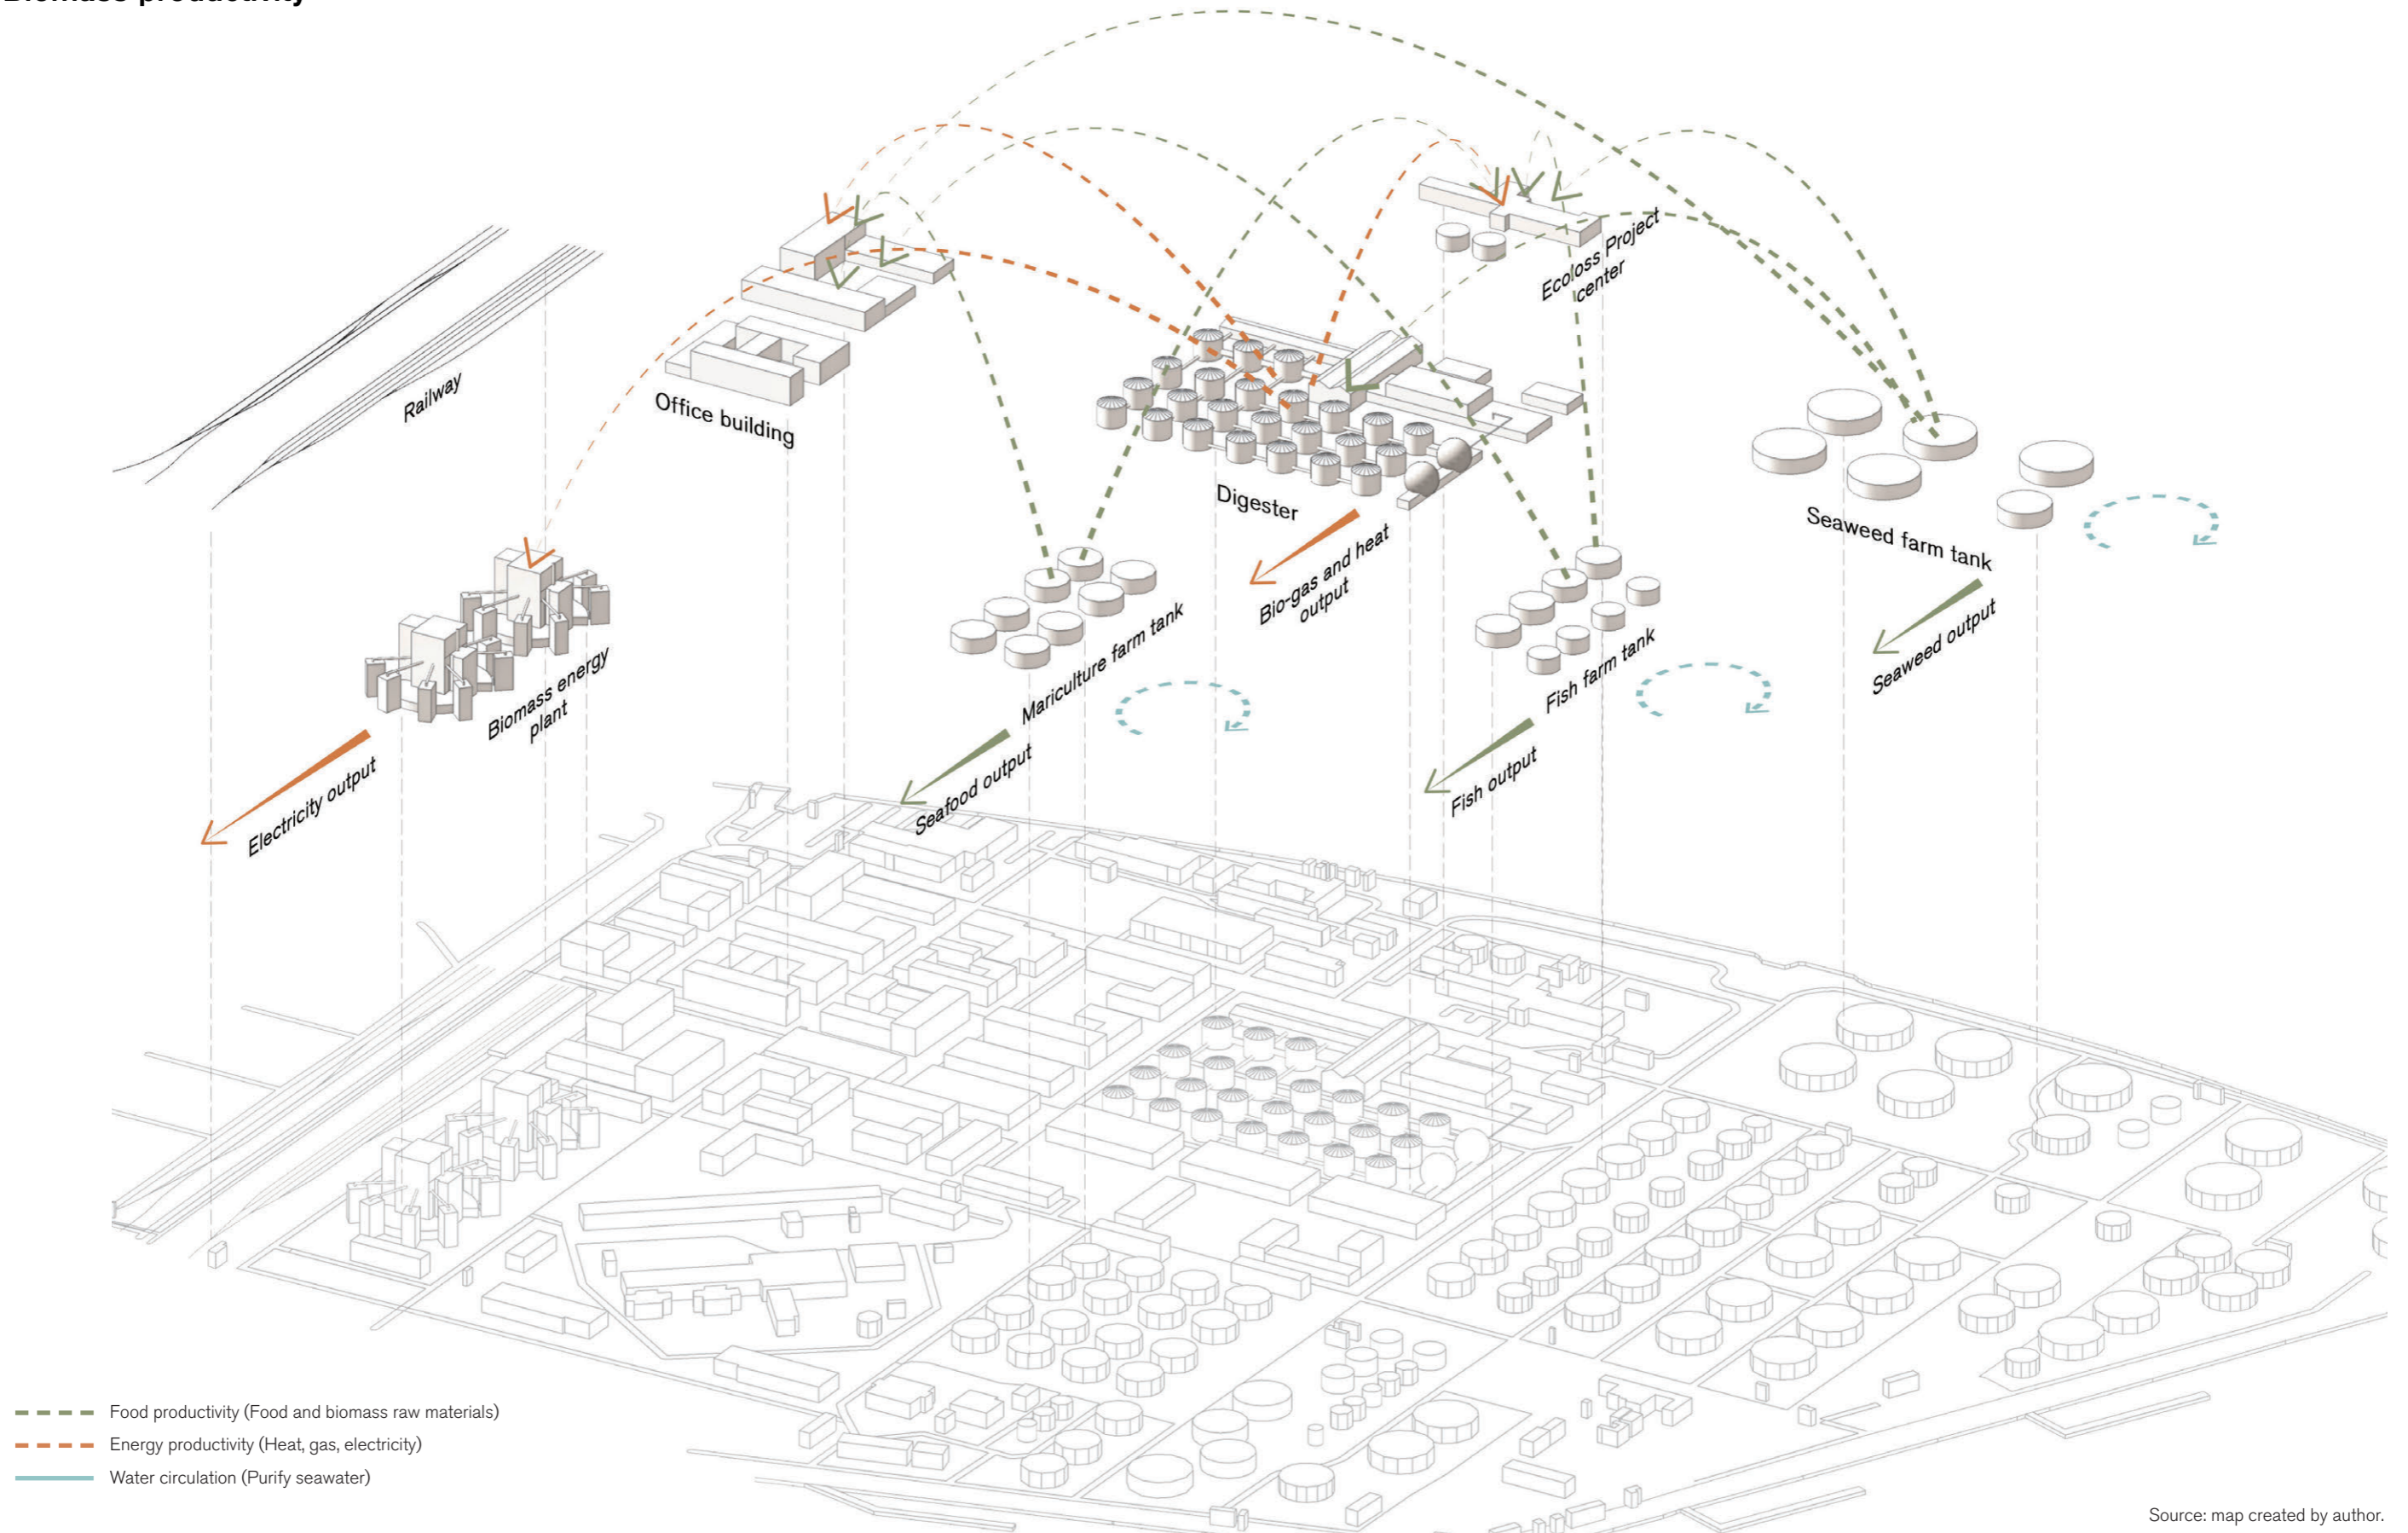 Biomass productivity
Railway
Office building
Ecoloss Project
center
Digester
Seaweed farm tank
Bio-gas and heat
output
Seaweed output
Mariculture farm tank
Fish farm tank
Biomass energy
plant
Seafood output
Fish output
Electricity output
Food productivity (Food and biomass raw materials)
Energy productivity (Heat, gas, electricity)
Water circulation (Purify seawater)
Source: map created by author.